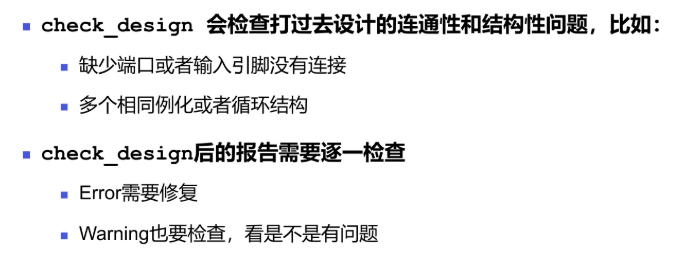 check_design 会检查打过去设计的连通性和结构性问题，比如：
缺少端口或者输入引脚没有连接
多个相同例化或者循环结构
check_design后的报告需要逐一检查
Error需要修复
Warning也要检查，看是不是有问题